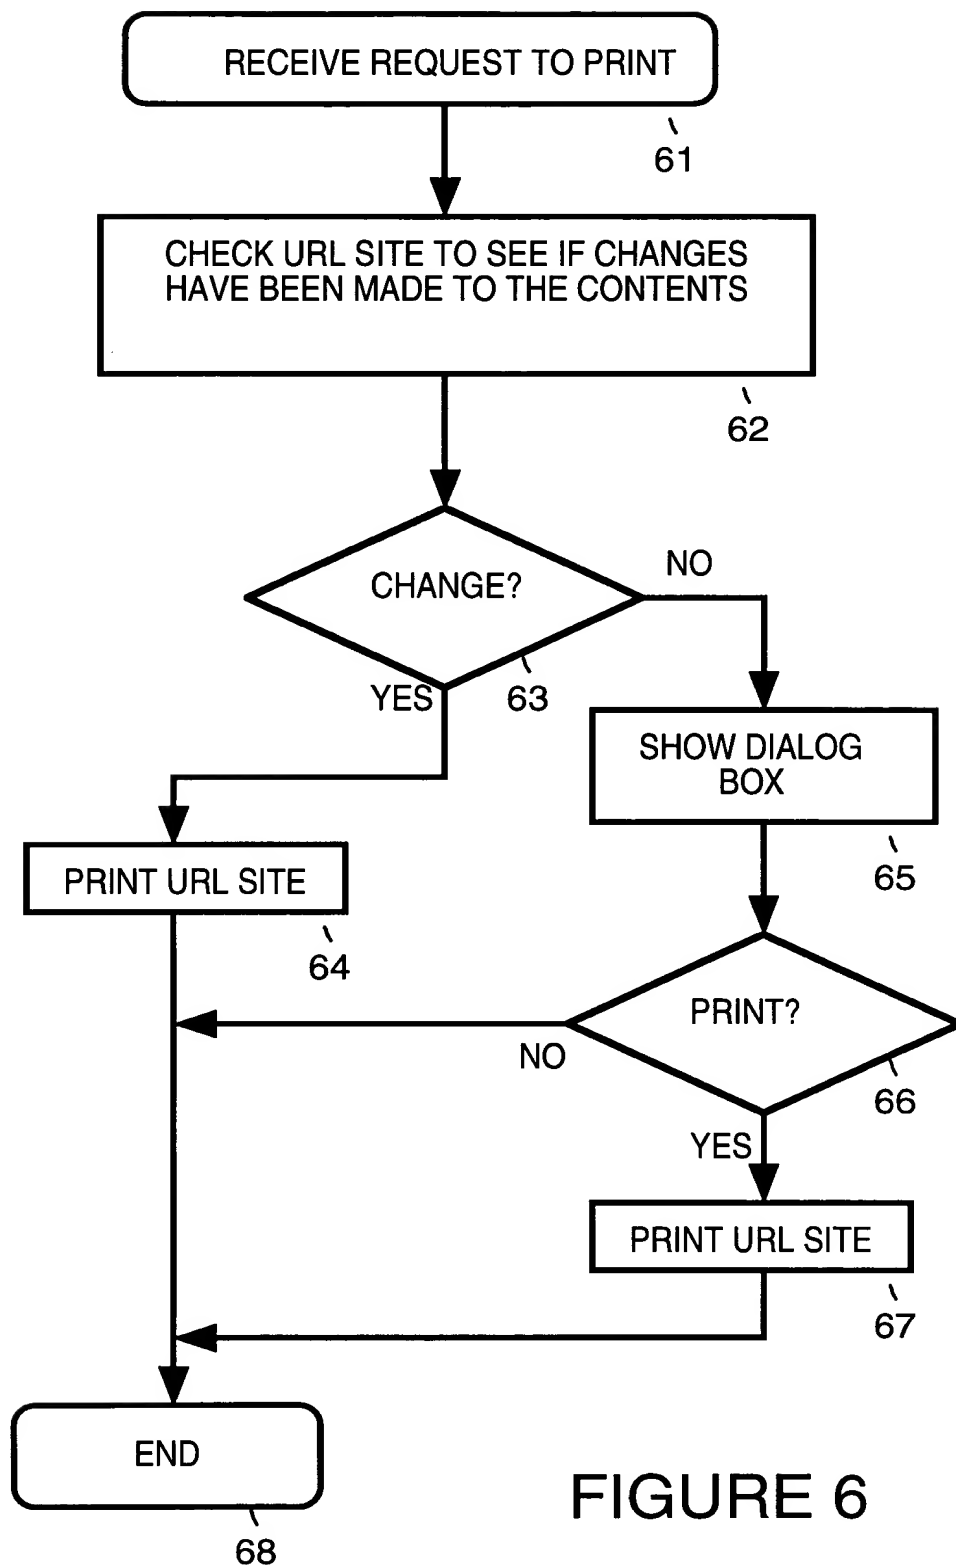 RECEIVE REQUEST TO PRINT
61
CHECK URL SITE TO SEE IF CHANGES
HAVE BEEN MADE TO THE CONTENTS
62
CHANGE?
NO
YES
63
SHOW DIALOG
BOX
65
PRINT URL SITE
64
PRINT?
NO
66
YES
PRINT URL SITE
67
END
68
FIGURE 6